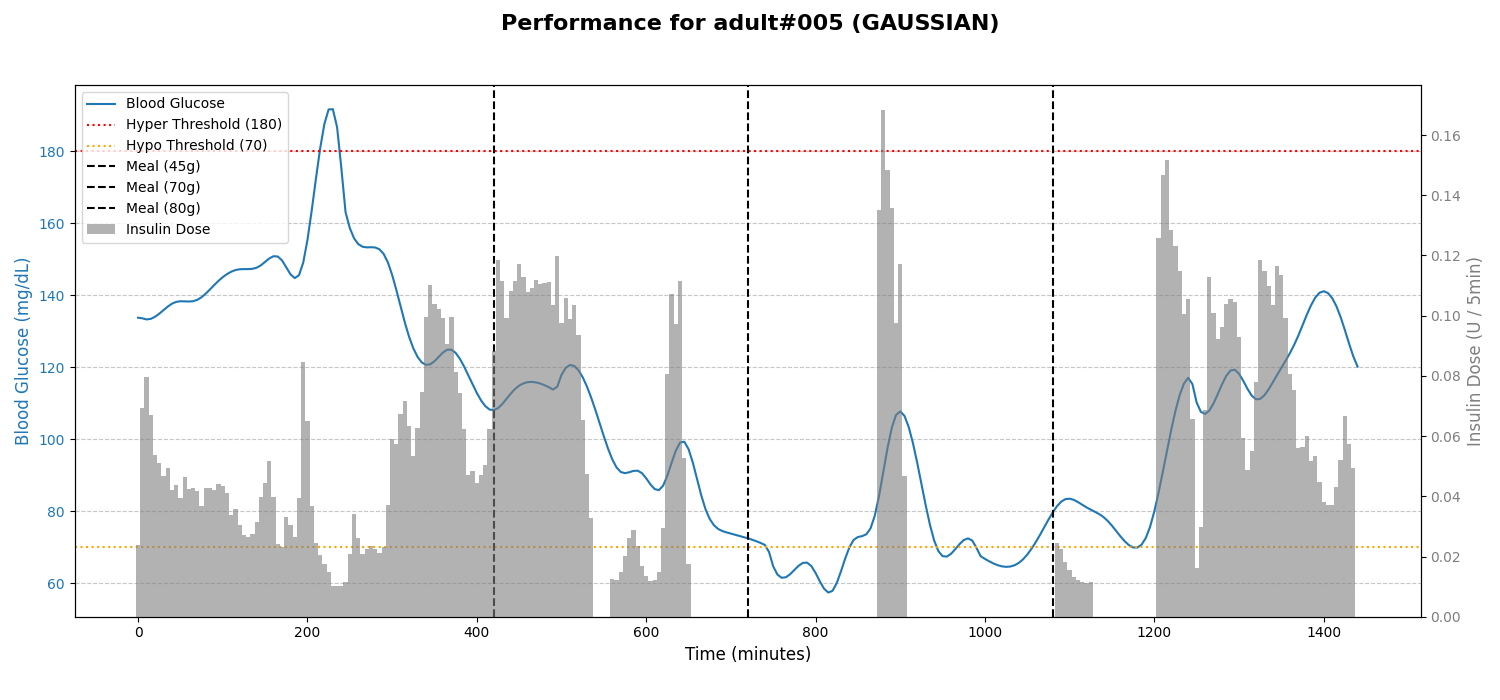 Performance for adult#005 (GAUSSIAN)
Blood Glucose
Hyper Threshold (180)
Hypo Threshold (70)
Meal (45g)
Meal (70g)
Meal (80g)
Insulin Dose
180
160
140
120
100
80
60
Blood Glucose (mg/dL)
0.16
0.14
0.12
0.10
0.08
0.06
0.04
0.02
0.00
Insulin Dose (U / 5min)
0 200 400 600 800 1000 1200 1400
Time (minutes)